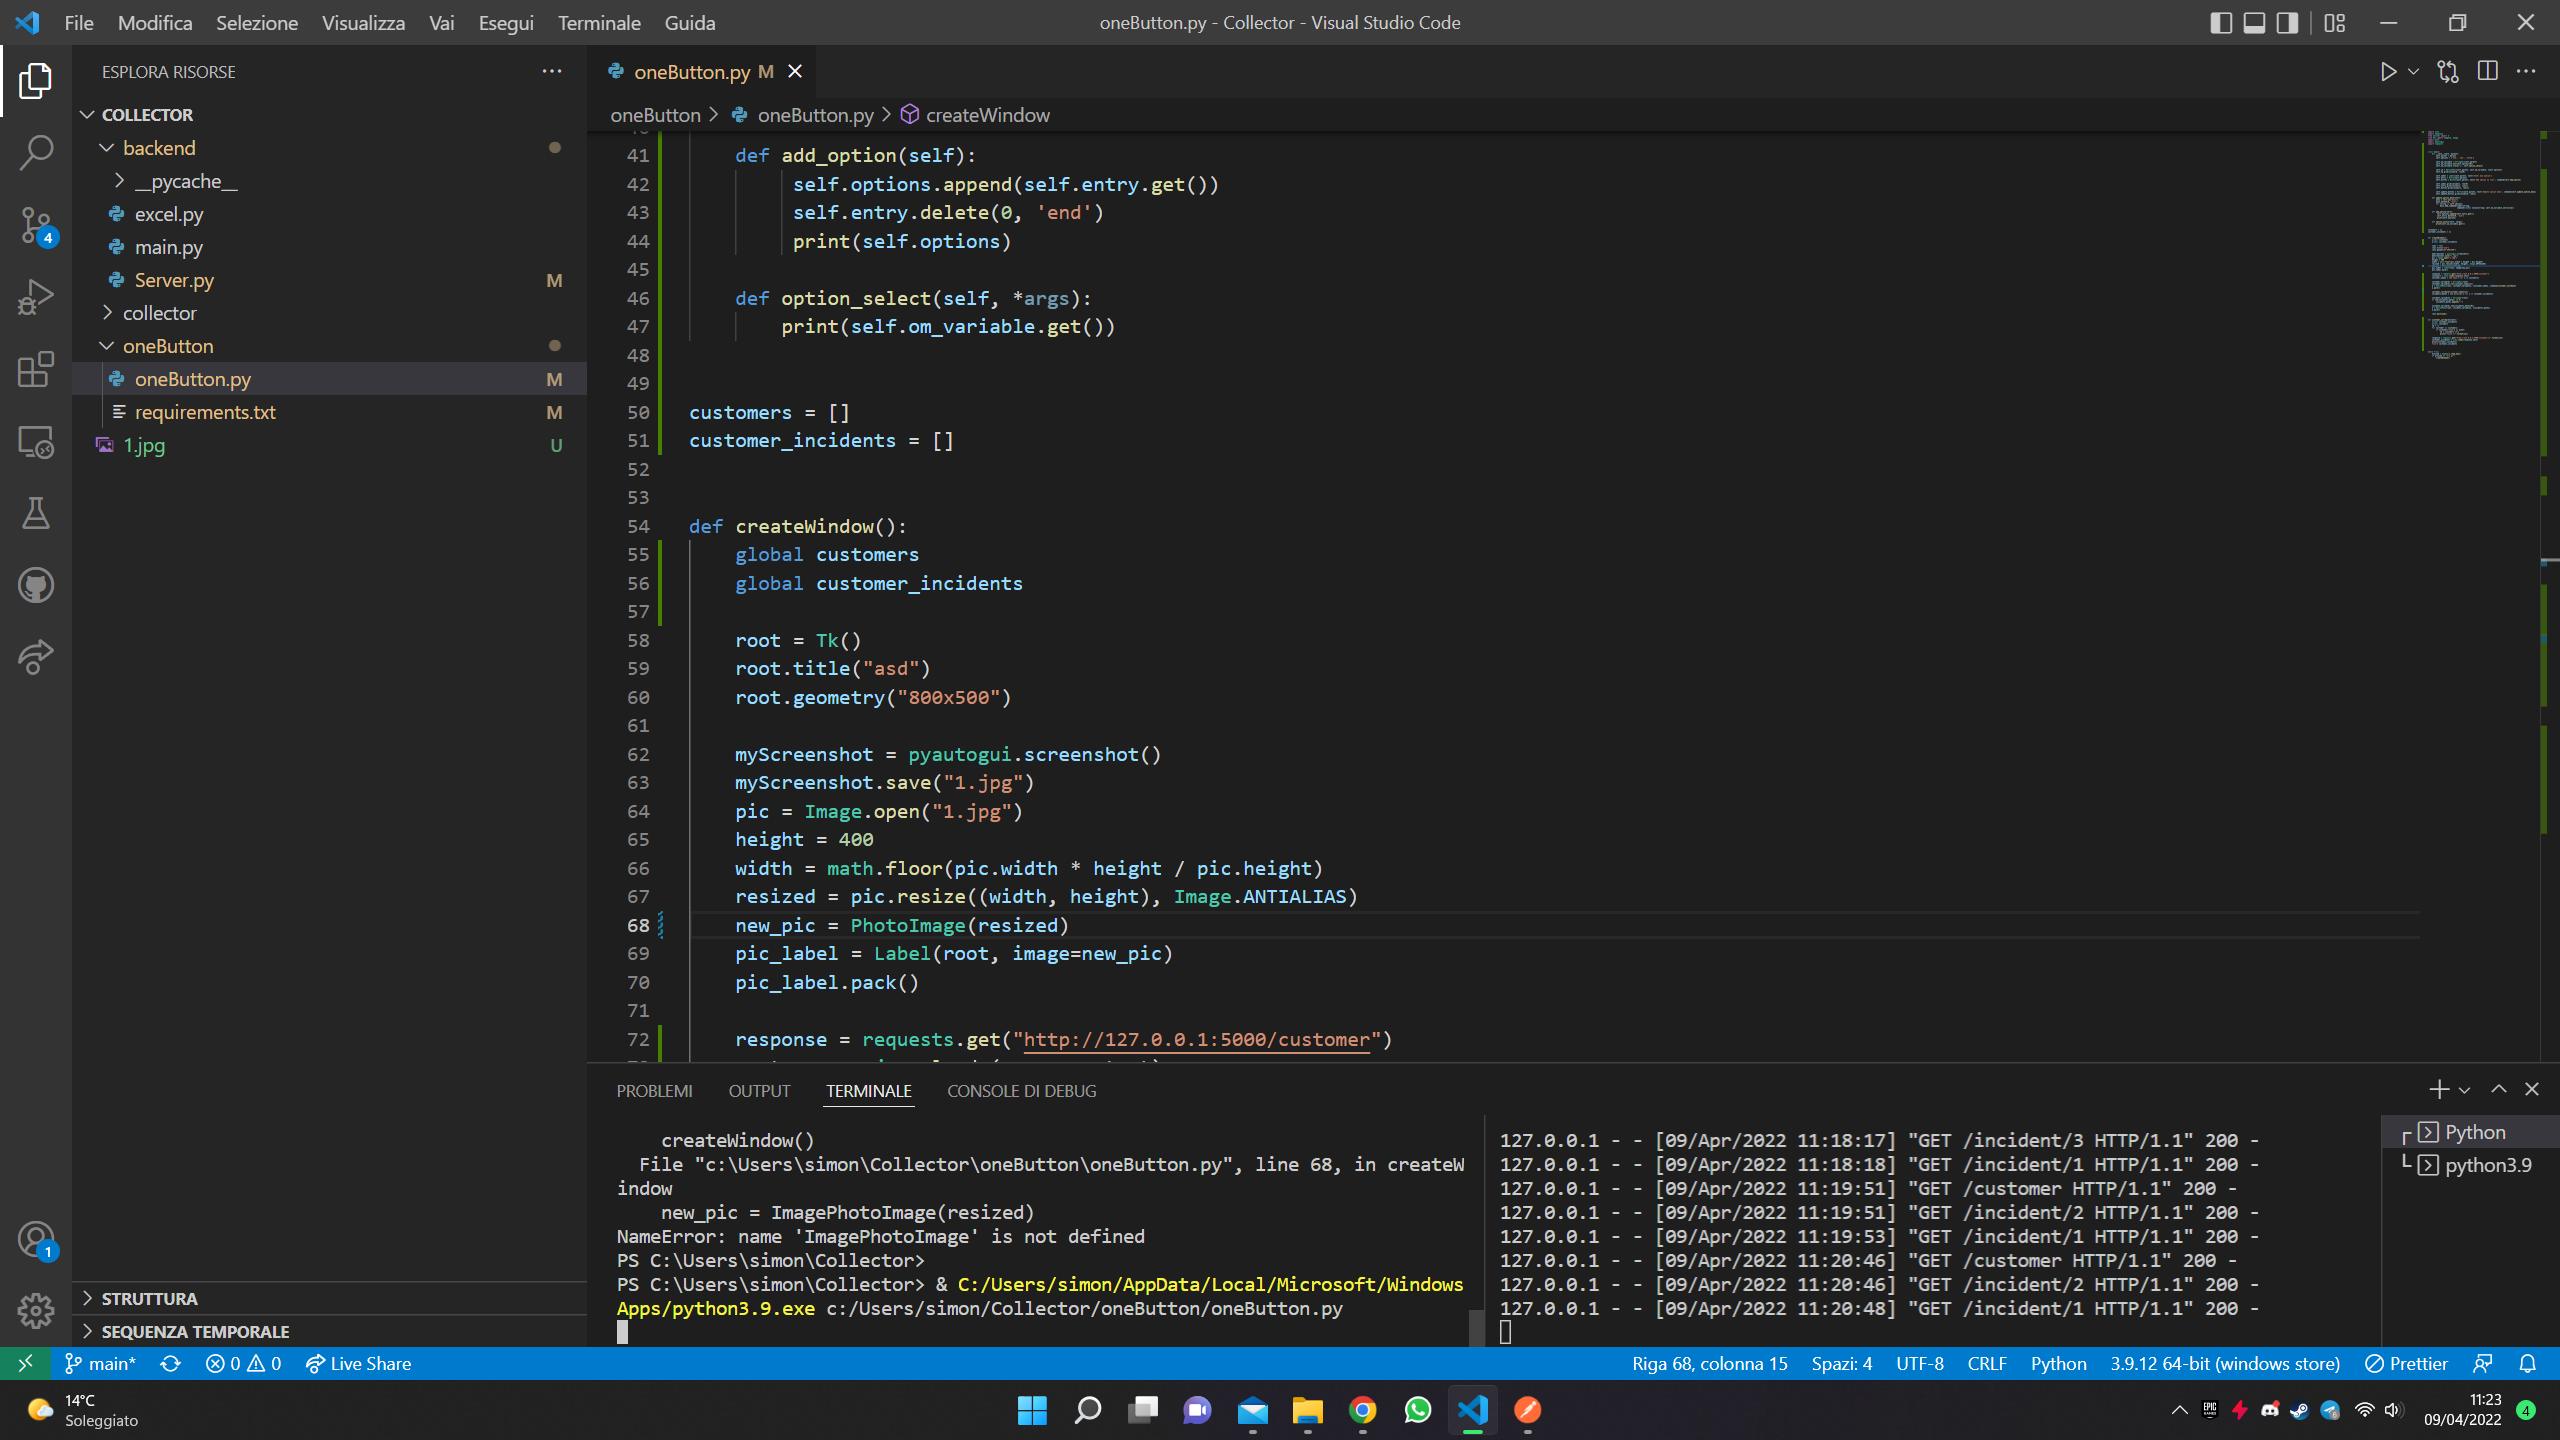 File Modifica Selezione Visualizza Vai Esegui Terminale Guida
oneButton.py - Collector - Visual Studio Code
ESPLORA RISORSE
COLLECTOR
backend
__pycache__
excel.py
main.py
Server.py M
collector
oneButton
oneButton.py M
requirements.txt M
1.jpg U
STRUTTURA
SEQUENZA TEMPORALE
4
1
oneButton.py M
oneButton > oneButton.py > createWindow
41 def add_option(self):
42 self.options.append(self.entry.get())
43 self.entry.delete(0, 'end')
44 print(self.options)
45
46 def option_select(self, *args):
47 print(self.om_variable.get())
48
49
50 customers = []
51 customer_incidents = []
52
53
54 def createWindow():
55 global customers
56 global customer_incidents
57
58 root = Tk()
59 root.title("asd")
60 root.geometry("800x500")
61
62 myScreenshot = pyautogui.screenshot()
63 myScreenshot.save("1.jpg")
64 pic = Image.open("1.jpg")
65 height = 400
66 width = math.floor(pic.width * height / pic.height)
67 resized = pic.resize((width, height), Image.ANTIALIAS)
68 new_pic = PhotoImage(resized)
69 pic_label = Label(root, image=new_pic)
70 pic_label.pack()
71
72 response = requests.get("http://127.0.0.1:5000/customer")
PROBLEMI OUTPUT TERMINALE CONSOLE DI DEBUG
createWindow()
File "c:\Users\simon\Collector\oneButton\oneButton.py", line 68, in createW
indow
new_pic = ImagePhotoImage(resized)
NameError: name 'ImagePhotoImage' is not defined
PS C:\Users\simon\Collector>
PS C:\Users\simon\Collector> & C:/Users/simon/AppData/Local/Microsoft/Windows
Apps/python3.9.exe c:/Users/simon/Collector/oneButton/oneButton.py
127.0.0.1 - - [09/Apr/2022 11:18:17] "GET /incident/3 HTTP/1.1" 200 -
127.0.0.1 - - [09/Apr/2022 11:18:18] "GET /incident/1 HTTP/1.1" 200 -
127.0.0.1 - - [09/Apr/2022 11:19:51] "GET /customer HTTP/1.1" 200 -
127.0.0.1 - - [09/Apr/2022 11:19:51] "GET /incident/2 HTTP/1.1" 200 -
127.0.0.1 - - [09/Apr/2022 11:19:53] "GET /incident/1 HTTP/1.1" 200 -
127.0.0.1 - - [09/Apr/2022 11:20:46] "GET /customer HTTP/1.1" 200 -
127.0.0.1 - - [09/Apr/2022 11:20:46] "GET /incident/2 HTTP/1.1" 200 -
127.0.0.1 - - [09/Apr/2022 11:20:48] "GET /incident/1 HTTP/1.1" 200 -
Python
python3.9
main* 0 0 Live Share
Riga 68, colonna 15 Spazi: 4 UTF-8 CRLF Python 3.9.12 64-bit (windows store) Prettier
14°C
Soleggiato
11:23
09/04/2022
4